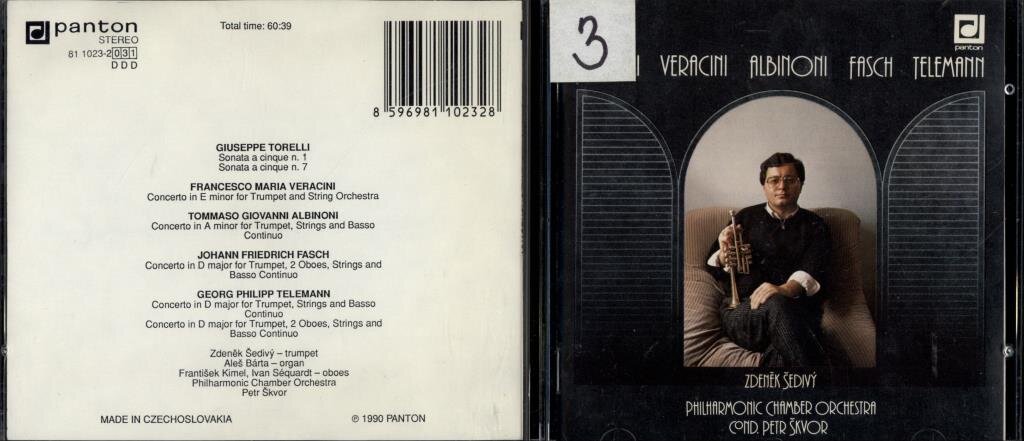 panton
STEREO
81 1023-2 031
DDD
Total time: 60:39
8 596981 102328
GIUSEPPE TORELLI
Sonata a cinque n. 1
Sonata a cinque n. 7
FRANCESCO MARIA VERACINI
Concerto in E minor for Trumpet and String Orchestra
TOMMASO GIOVANNI ALBINONI
Concerto in A minor for Trumpet, Strings and Basso
Continuo
JOHANN FRIEDRICH FASCH
Concerto in D major for Trumpet, 2 Oboes, Strings and
Basso Continuo
GEORG PHILIPP TELEMANN
Concerto in D major for Trumpet, Strings and Basso
Continuo
Concerto in D major for Trumpet, 2 Oboes, Strings and
Basso Continuo
Zdeněk Šedivý – trumpet
Aleš Bárta – organ
František Kimel, Ivan Séquardt – oboes
Philharmonic Chamber Orchestra
Petr Škvor
MADE IN CZECHOSLOVAKIA
℗ 1990 PANTON
3
panton
I VERACINI ALBINONI FASCH TELEMANN
ZDENĚK ŠEDIVÝ
PHILHARMONIC CHAMBER ORCHESTRA
COND. PETR ŠKVOR